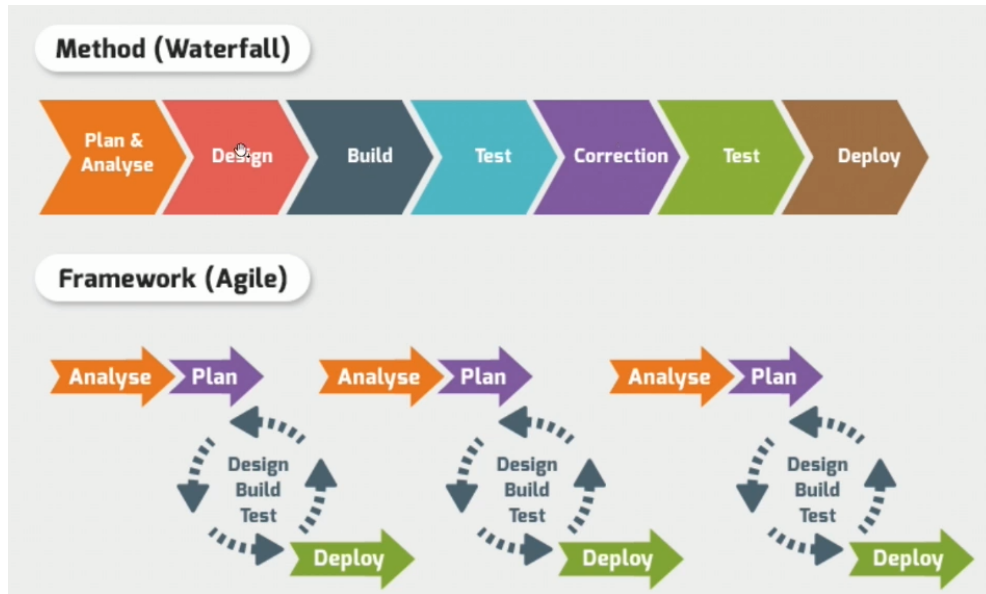 Method (Waterfall)
Plan &
Analyse
Design
Build
Test
Correction
Test
Deploy
Framework (Agile)
Analyse
Plan
Design
Build
Test
Deploy
Analyse
Plan
Design
Build
Test
Deploy
Analyse
Plan
Design
Build
Test
Deploy